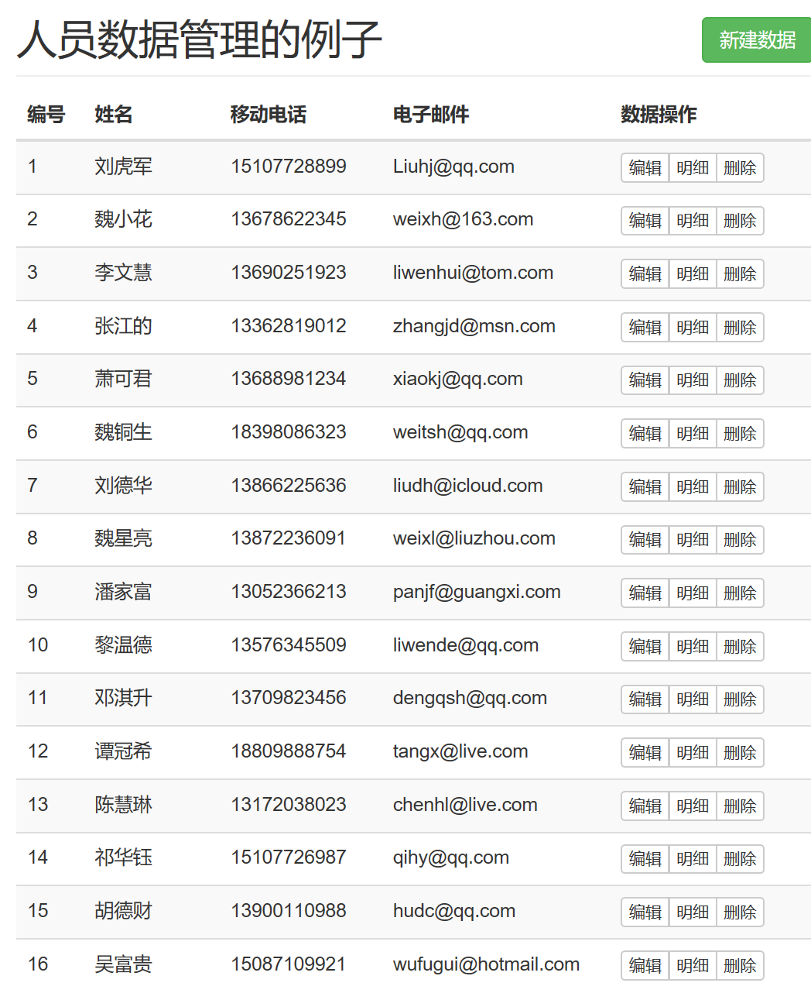 人员数据管理的例子 新建数据
编号 姓名 移动电话 电子邮件 数据操作
1 刘虎军 15107728899 Liuhj@qq.com 编辑 明细 删除
2 魏小花 13678622345 weixh@163.com 编辑 明细 删除
3 李文慧 13690251923 liwenhui@tom.com 编辑 明细 删除
4 张江的 13362819012 zhangjd@msn.com 编辑 明细 删除
5 萧可君 13688981234 xiaokj@qq.com 编辑 明细 删除
6 魏铜生 18398086323 weitsh@qq.com 编辑 明细 删除
7 刘德华 13866225636 liudh@icloud.com 编辑 明细 删除
8 魏星亮 13872236091 weixl@liuzhou.com 编辑 明细 删除
9 潘家富 13052366213 panjf@guangxi.com 编辑 明细 删除
10 黎温德 13576345509 liwende@qq.com 编辑 明细 删除
11 邓淇升 13709823456 dengqsh@qq.com 编辑 明细 删除
12 谭冠希 18809888754 tangx@live.com 编辑 明细 删除
13 陈慧琳 13172038023 chenhl@live.com 编辑 明细 删除
14 祁华钰 15107726987 qihy@qq.com 编辑 明细 删除
15 胡德财 13900110988 hudc@qq.com 编辑 明细 删除
16 吴富贵 15087109921 wufugui@hotmail.com 编辑 明细 删除